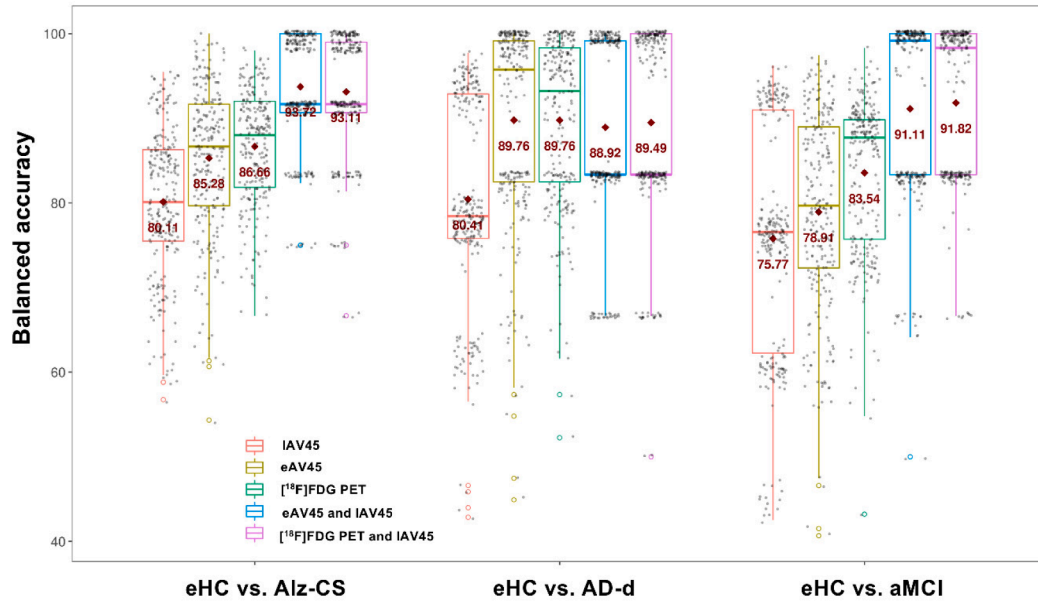 Balanced accuracy
100
80
60
40
80.11
85.28
86.66
93.72
93.11
80.41
89.76
89.76
88.92
89.49
75.77
78.91
83.54
91.11
91.82
lAV45
eAV45
[¹⁸F]FDG PET
eAV45 and lAV45
[¹⁸F]FDG PET and lAV45
eHC vs. Alz-CS
eHC vs. AD-d
eHC vs. aMCI